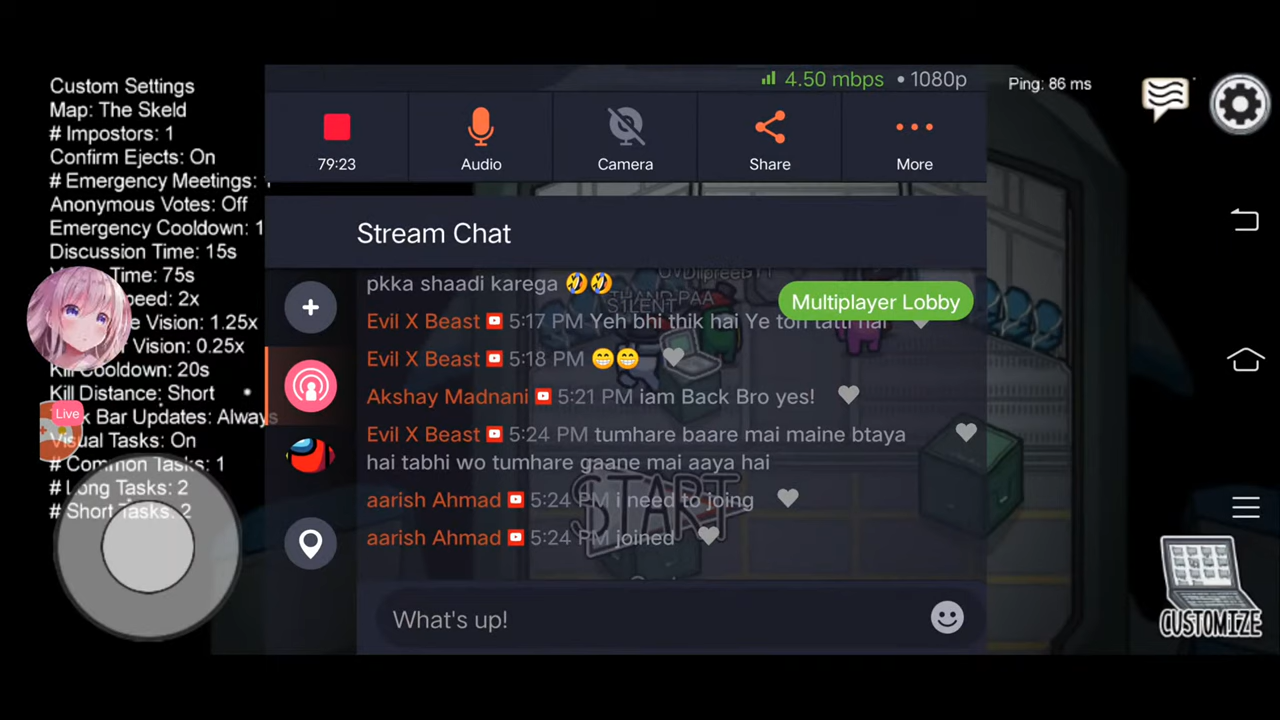 Custom Settings
Map: The Skeld
# Impostors: 1
Confirm Ejects: On
# Emergency Meetings:
Anonymous Votes: Off
Emergency Cooldown: 1
Discussion Time: 15s
Time: 75s
2x
Vision: 1.25x
Vision: 0.25x
Kill Cooldown: 20s
Kill Distance: Short
Bar Updates: Always
Visual Tasks: On
# Common Tasks: 1
# Long Tasks: 2
# Short Tasks: 2
Live
4.50 mbps • 1080p
79:23
Audio
Camera
Share
More
Ping: 86 ms
Stream Chat
pkka shaadi karega 🤣🤣
THANG PAA
SILENT
Multiplayer Lobby
Evil X Beast 5:17 PM Yeh bhi thik hai Ye toh tatti hai
Evil X Beast 5:18 PM 😁😁
Akshay Madnani 5:21 PM iam Back Bro yes!
Evil X Beast 5:24 PM tumhare baare mai maine btaya
hai tabhi wo tumhare gaane mai aaya hai
aarish Ahmad 5:24 PM i need to joing
aarish Ahmad 5:24 PM joined
START
What's up!
CUSTOMIZE